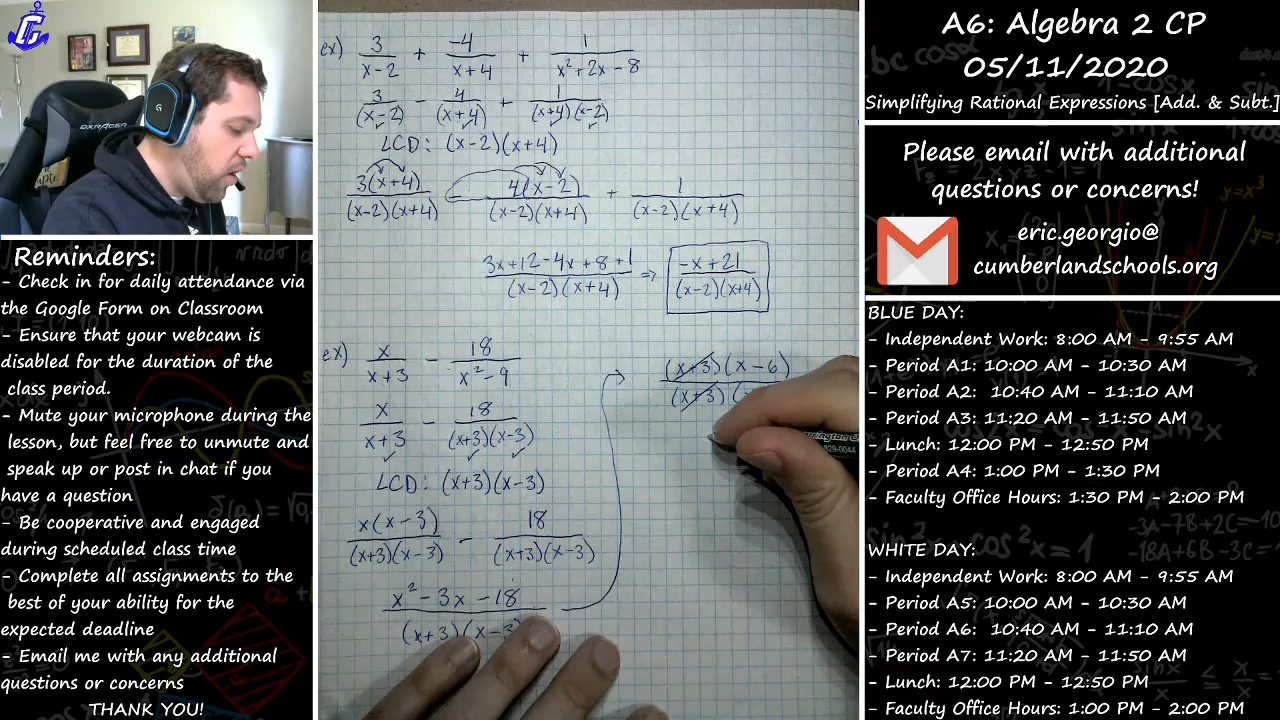 A6: Algebra 2 CP
05/11/2020
Simplifying Rational Expressions [Add. & Subt.]
Please email with additional
questions or concerns!
eric.georgio@
cumberlandschools.org
Reminders:
- Check in for daily attendance via
the Google Form on Classroom
- Ensure that your webcam is
disabled for the duration of the
class period.
- Mute your microphone during the
lesson, but feel free to unmute and
speak up or post in chat if you
have a question
- Be cooperative and engaged
during scheduled class time
- Complete all assignments to the
best of your ability for the
expected deadline
- Email me with any additional
questions or concerns
THANK YOU!
ex) 3/(x-2) + -4/(x+4) + 1/(x²+2x-8)
3/(x-2) - 4/(x+4) + 1/(x+4)(x-2)
LCD: (x-2)(x+4)
3(x+4)/(x-2)(x+4) - 4(x-2)/(x-2)(x+4) + 1/(x-2)(x+4)
3x+12-4x+8+1/(x-2)(x+4) ⇒ -x+21/(x-2)(x+4)
ex) x/(x+3) - 18/(x²-9)
x/(x+3) - 18/(x+3)(x-3)
LCD: (x+3)(x-3)
x(x-3)/(x+3)(x-3) - 18/(x+3)(x-3)
x²-3x-18/(x+3)(x-3)
(x+3)(x-6)
(x+3)(
BLUE DAY:
- Independent Work: 8:00 AM - 9:55 AM
- Period A1: 10:00 AM - 10:30 AM
- Period A2: 10:40 AM - 11:10 AM
- Period A3: 11:20 AM - 11:50 AM
- Lunch: 12:00 PM - 12:50 PM
- Period A4: 1:00 PM - 1:30 PM
- Faculty Office Hours: 1:30 PM - 2:00 PM
WHITE DAY:
- Independent Work: 8:00 AM - 9:55 AM
- Period A5: 10:00 AM - 10:30 AM
- Period A6: 10:40 AM - 11:10 AM
- Period A7: 11:20 AM - 11:50 AM
- Lunch: 12:00 PM - 12:50 PM
- Faculty Office Hours: 1:00 PM - 2:00 PM
DXRACER